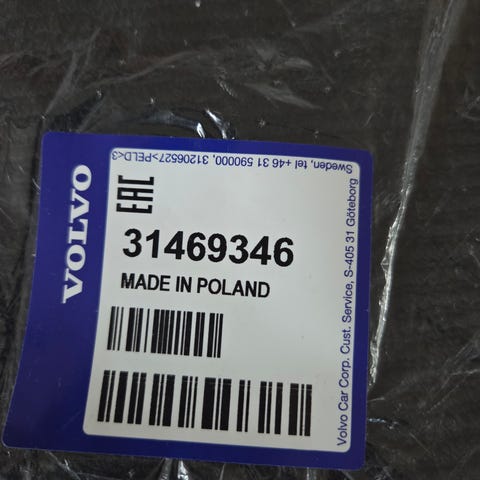 VOLVO
EAC
31469346
MADE IN POLAND
Volvo Car Corp. Cust. Service, S-405 31 Göteborg
Sweden, tel +46 31 590000, 31206527>PELD<3